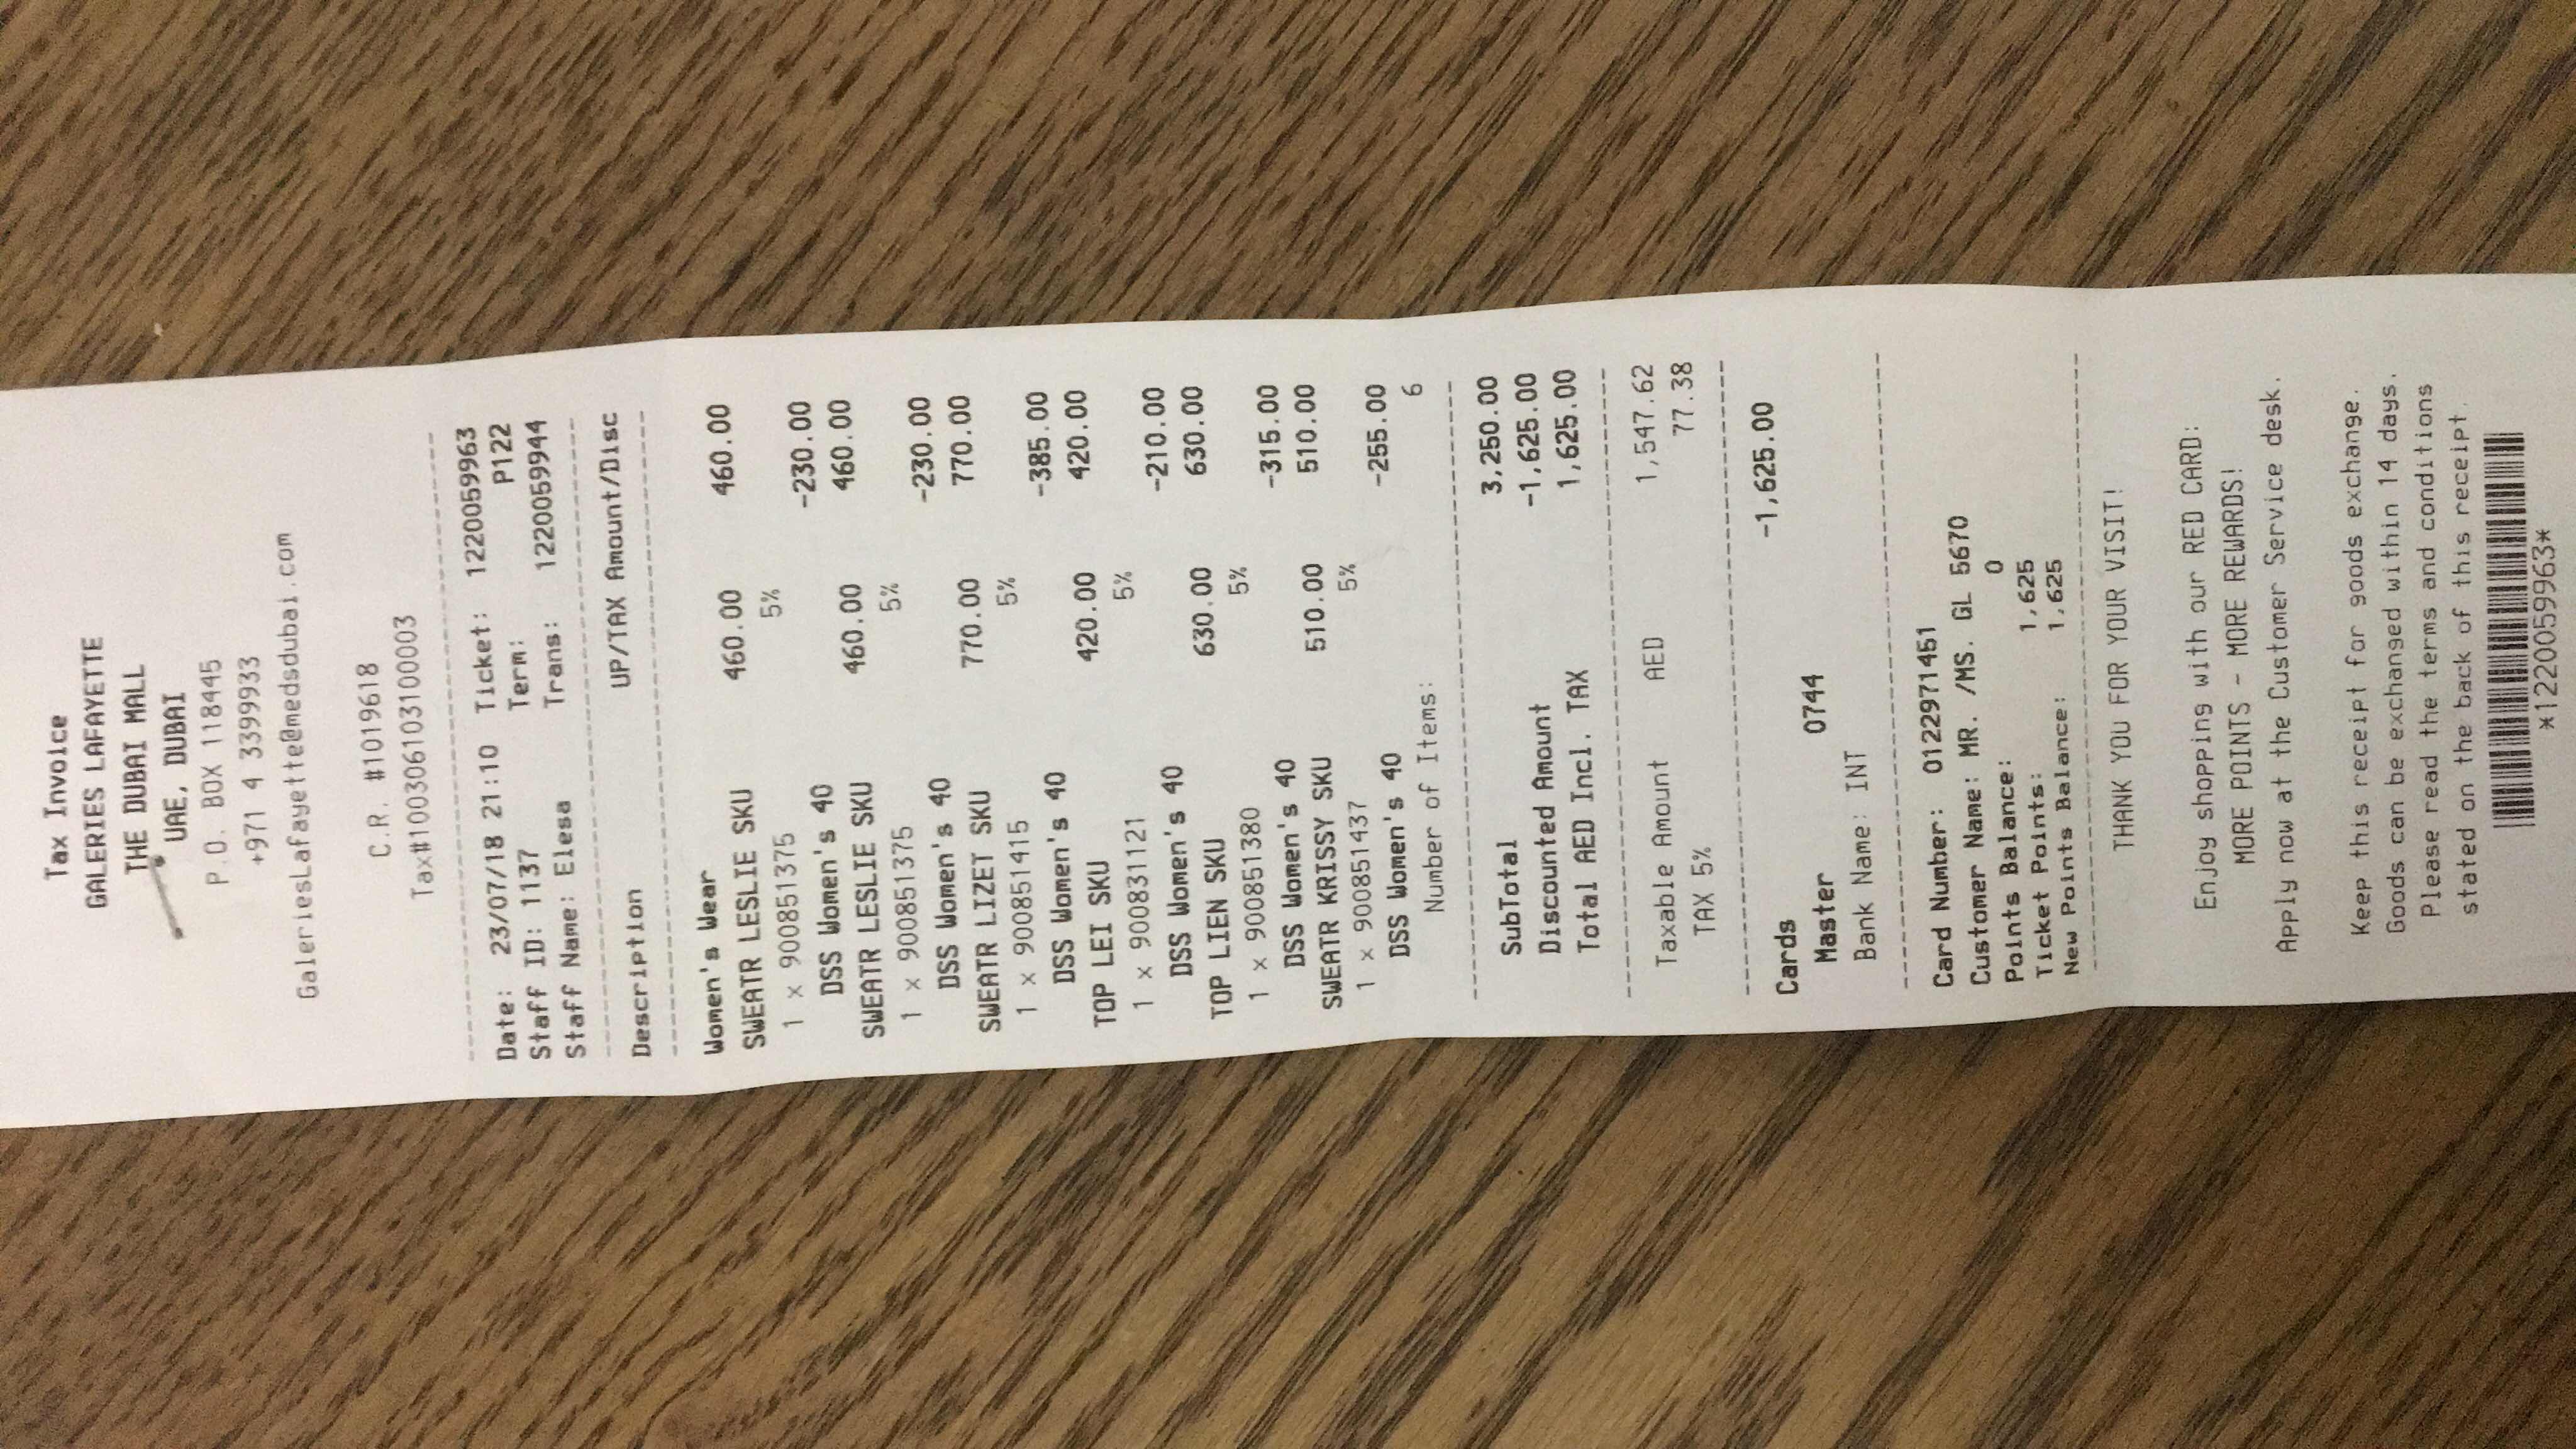 Tax Invoice
GALERIES LAFAYETTE
THE DUBAI MALL
UAE, DUBAI
P.O. BOX 118445
+971 4 3399933
GaleriesLafayette@medsdubai.com
C.R. #1019618
Tax#100306103100003
Date: 23/07/18 21:10 Ticket: 1220059963
Staff ID: 1137 Term: P122
Staff Name: Elesa Trans: 1220059944
Description UP/TAX Amount/Disc
Women's Wear
SWEATR LESLIE SKU 460.00 460.00
1 x 900851375 5%
DSS Women's 40 -230.00
SWEATR LESLIE SKU 460.00 460.00
1 x 900851375 5%
DSS Women's 40 -230.00
SWEATR LIZET SKU 770.00 770.00
1 x 900851415 5%
DSS Women's 40 -385.00
TOP LEI SKU 420.00 420.00
1 x 900831121 5%
DSS Women's 40 -210.00
TOP LIEN SKU 630.00 630.00
1 x 900851380 5%
DSS Women's 40 -315.00
SWEATR KRISSY SKU 510.00 510.00
1 x 900851437 5%
DSS Women's 40 -255.00
Number of Items: 6
SubTotal 3,250.00
Discounted Amount -1,625.00
Total AED Incl. TAX 1,625.00
Taxable Amount AED 1,547.62
TAX 5% 77.38
Cards -1,625.00
Master 0744
Bank Name: INT
Card Number: 0122971451
Customer Name: MR. /MS. GL 5670
Points Balance: 0
Ticket Points: 1,625
New Points Balance: 1,625
THANK YOU FOR YOUR VISIT!
Enjoy shopping with our RED CARD:
MORE POINTS - MORE REWARDS!
Apply now at the Customer Service desk.
Keep this receipt for goods exchange.
Goods can be exchanged within 14 days.
Please read the terms and conditions
stated on the back of this receipt.
*1220059963*